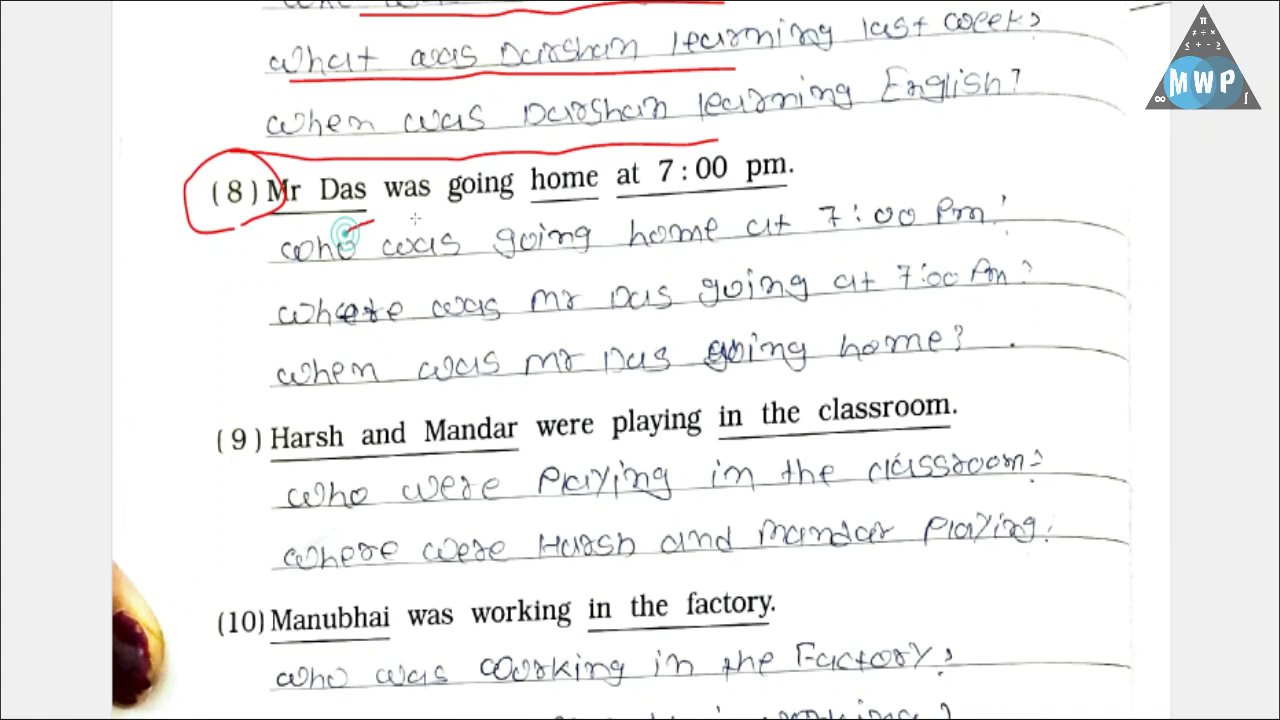 What was Darshan learning last week?
When was Darshan learning English?
(8) Mr Das was going home at 7:00 pm.
Who was going home at 7:00 Pm?
Where was mr Das going at 7:00 Pm?
When was mr Das going home?
(9) Harsh and Mandar were playing in the classroom.
Who were Playing in the classroom?
Where were Harsh and Mandar Playing?
(10) Manubhai was working in the factory.
Who was working in the Factory?
MWP